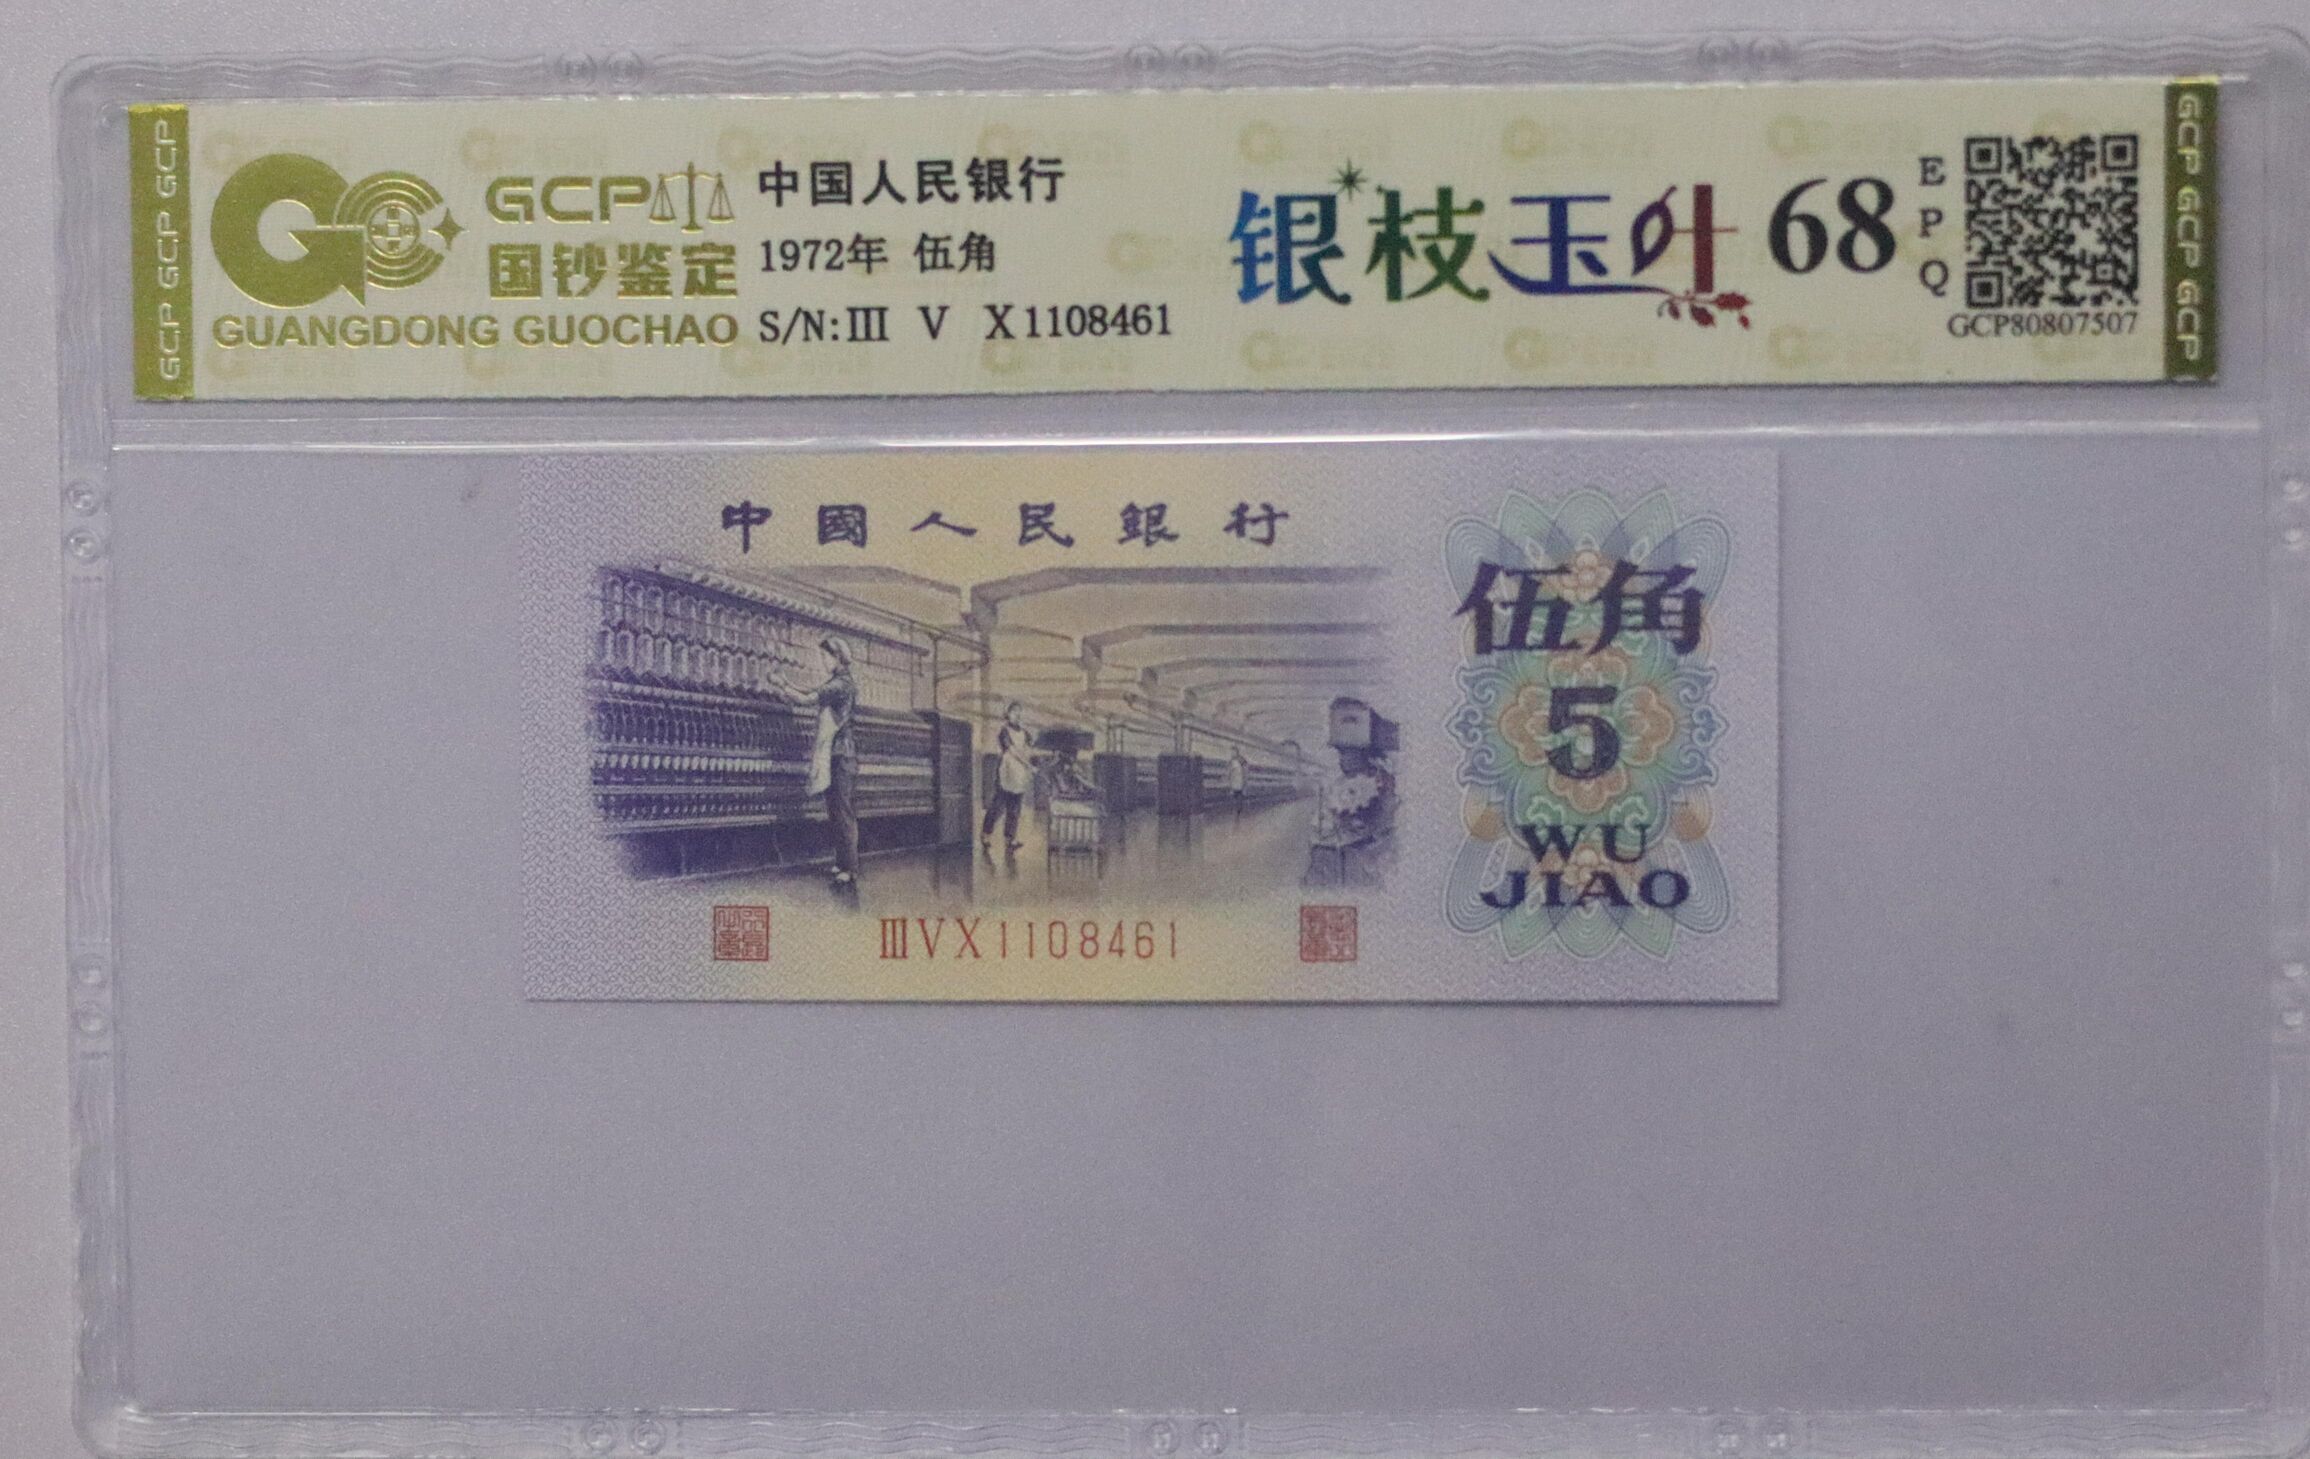 GCP GCP GCP
GCP
国钞鉴定
GUANGDONG GUOCHAO
中国人民银行
1972年 伍角
S/N:III V X1108461
银枝玉叶
68
EPQ
GCP80807507
GCP GCP GCP
中國人民銀行
伍角
5
WU
JIAO
III V X 1108461